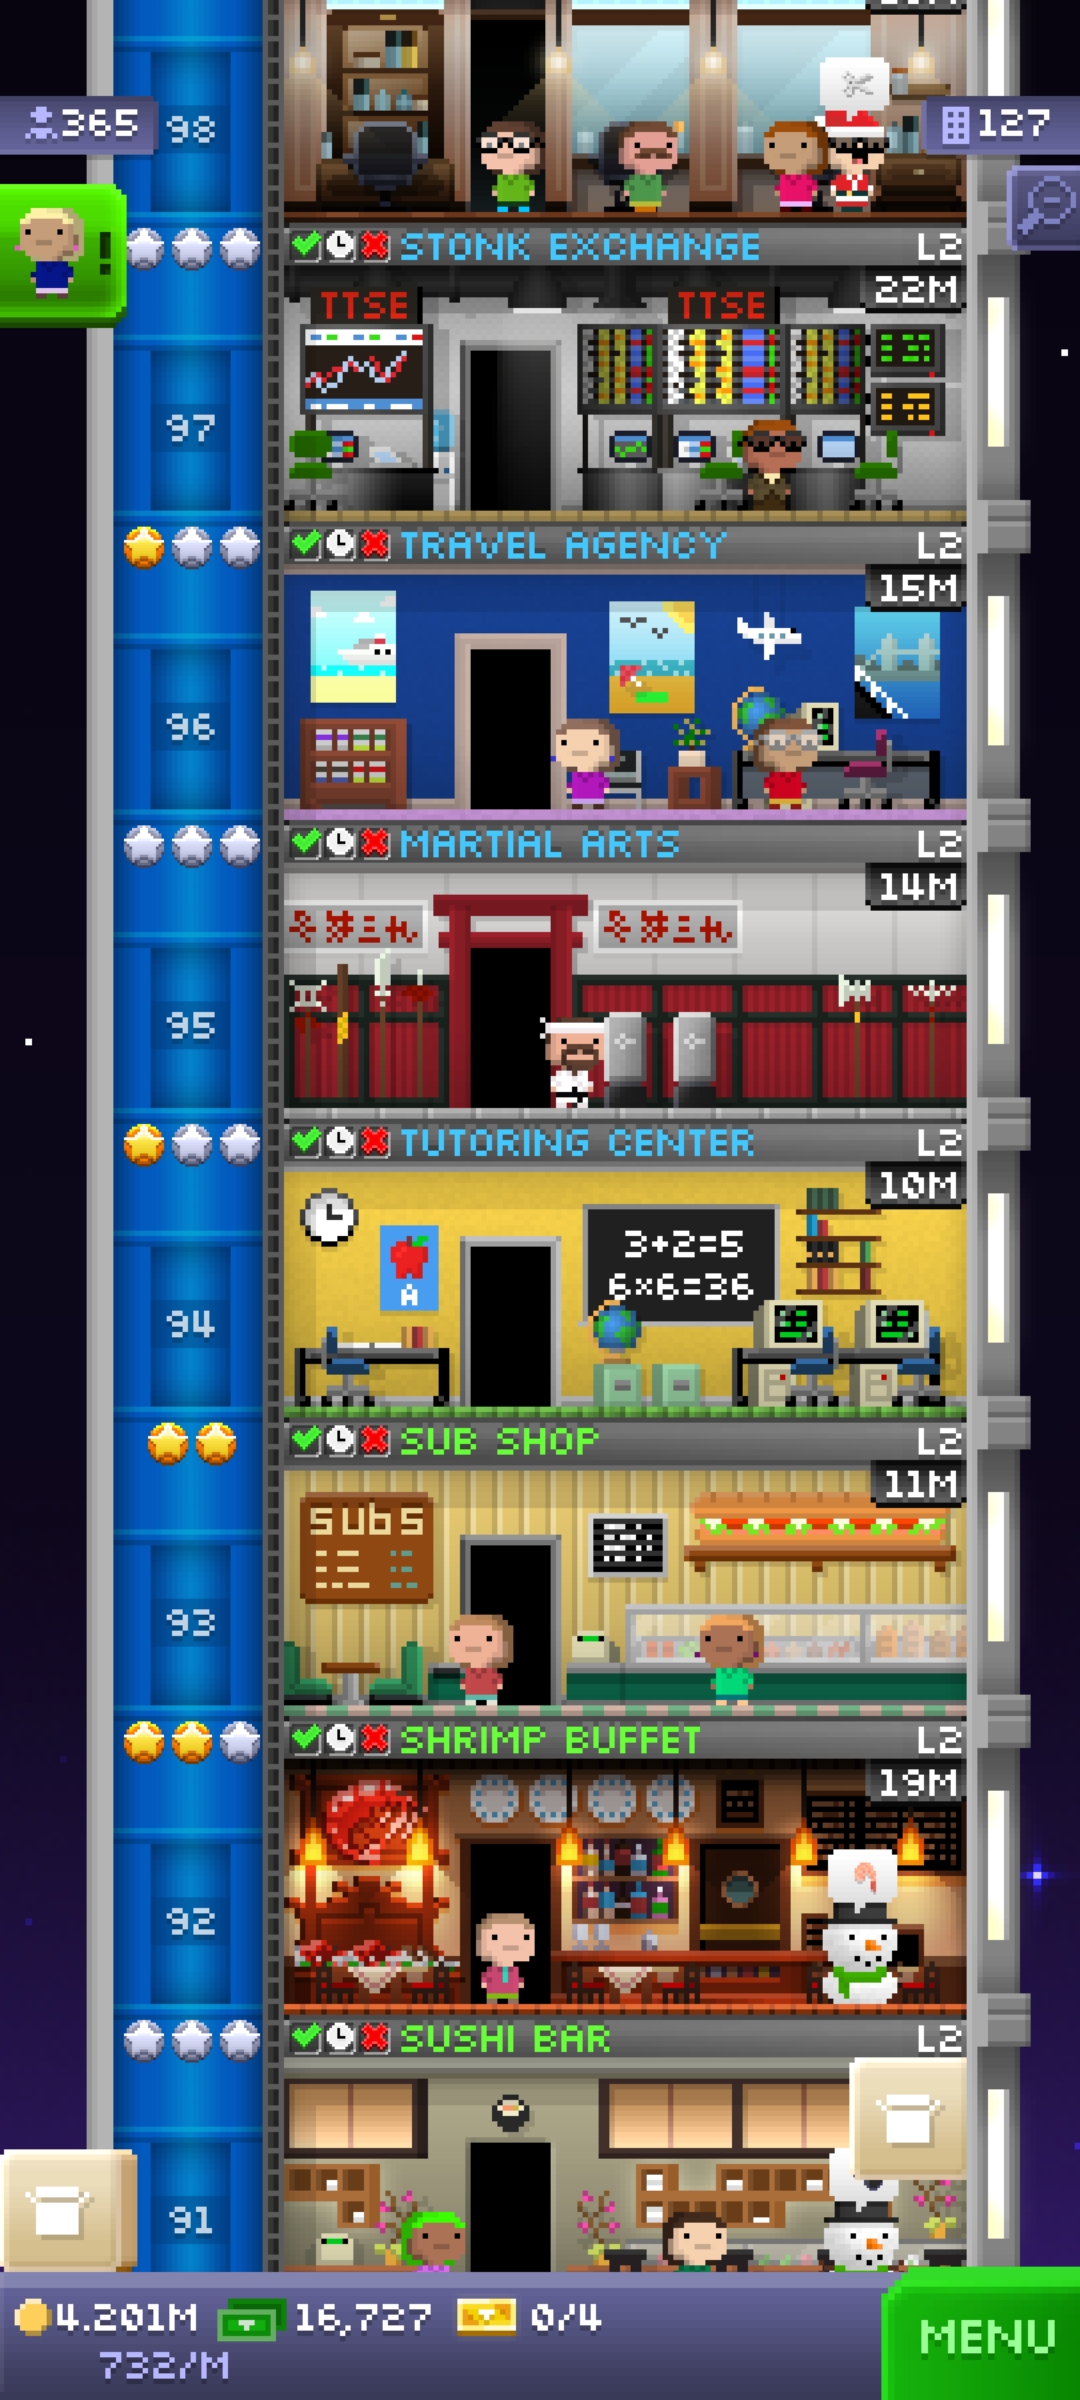 365
98
127
STONK EXCHANGE
L2
22M
TTSE
TTSE
97
TRAVEL AGENCY
L2
15M
96
MARTIAL ARTS
L2
14M
95
TUTORING CENTER
L2
10M
3+2=5
6×6=36
A
94
SUB SHOP
L2
11M
SUBS
93
SHRIMP BUFFET
L2
19M
92
SUSHI BAR
L2
91
4.201M
16,727
0/4
732/M
MENU